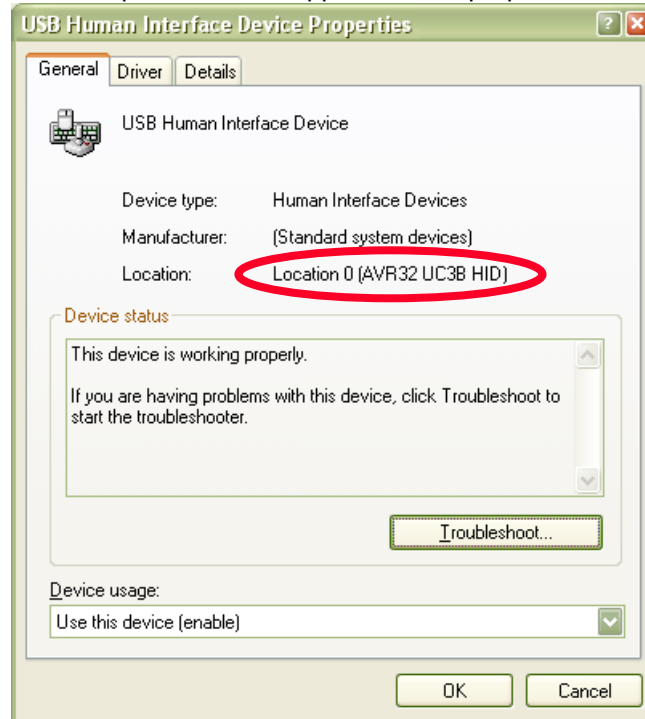 USB Human Interface Device Properties
General Driver Details
USB Human Interface Device
Device type: Human Interface Devices
Manufacturer: (Standard system devices)
Location: Location 0 (AVR32 UC3B HID)
Device status
This device is working properly.
If you are having problems with this device, click Troubleshoot to
start the troubleshooter.
Troubleshoot...
Device usage:
Use this device (enable)
OK Cancel